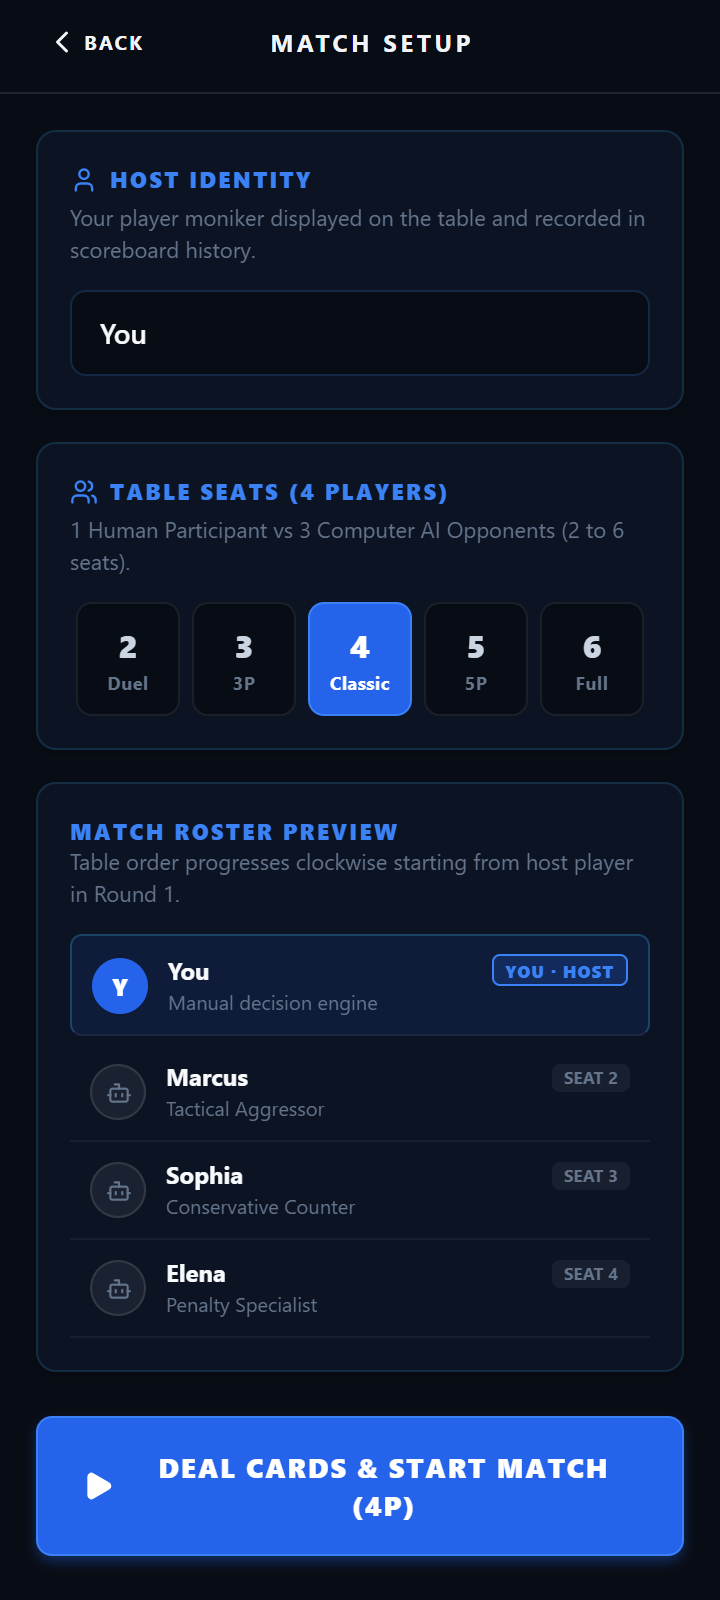 BACK
MATCH SETUP
HOST IDENTITY
Your player moniker displayed on the table and recorded in
scoreboard history.
You
TABLE SEATS (4 PLAYERS)
1 Human Participant vs 3 Computer AI Opponents (2 to 6
seats).
2
Duel
3
3P
4
Classic
5
5P
6
Full
MATCH ROSTER PREVIEW
Table order progresses clockwise starting from host player
in Round 1.
Y
You
YOU · HOST
Manual decision engine
Marcus
SEAT 2
Tactical Aggressor
Sophia
SEAT 3
Conservative Counter
Elena
SEAT 4
Penalty Specialist
DEAL CARDS & START MATCH
(4P)